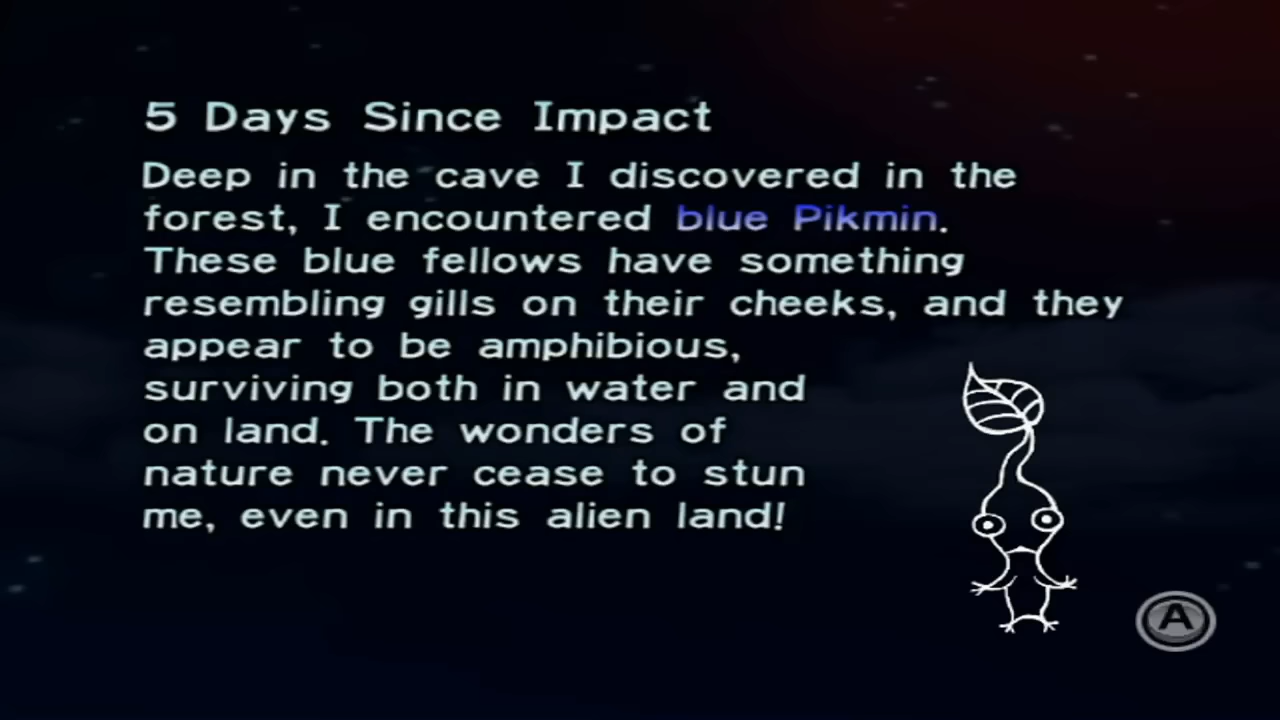 5 Days Since Impact
Deep in the cave I discovered in the
forest, I encountered blue Pikmin.
These blue fellows have something
resembling gills on their cheeks, and they
appear to be amphibious,
surviving both in water and
on land. The wonders of
nature never cease to stun
me, even in this alien land!
A